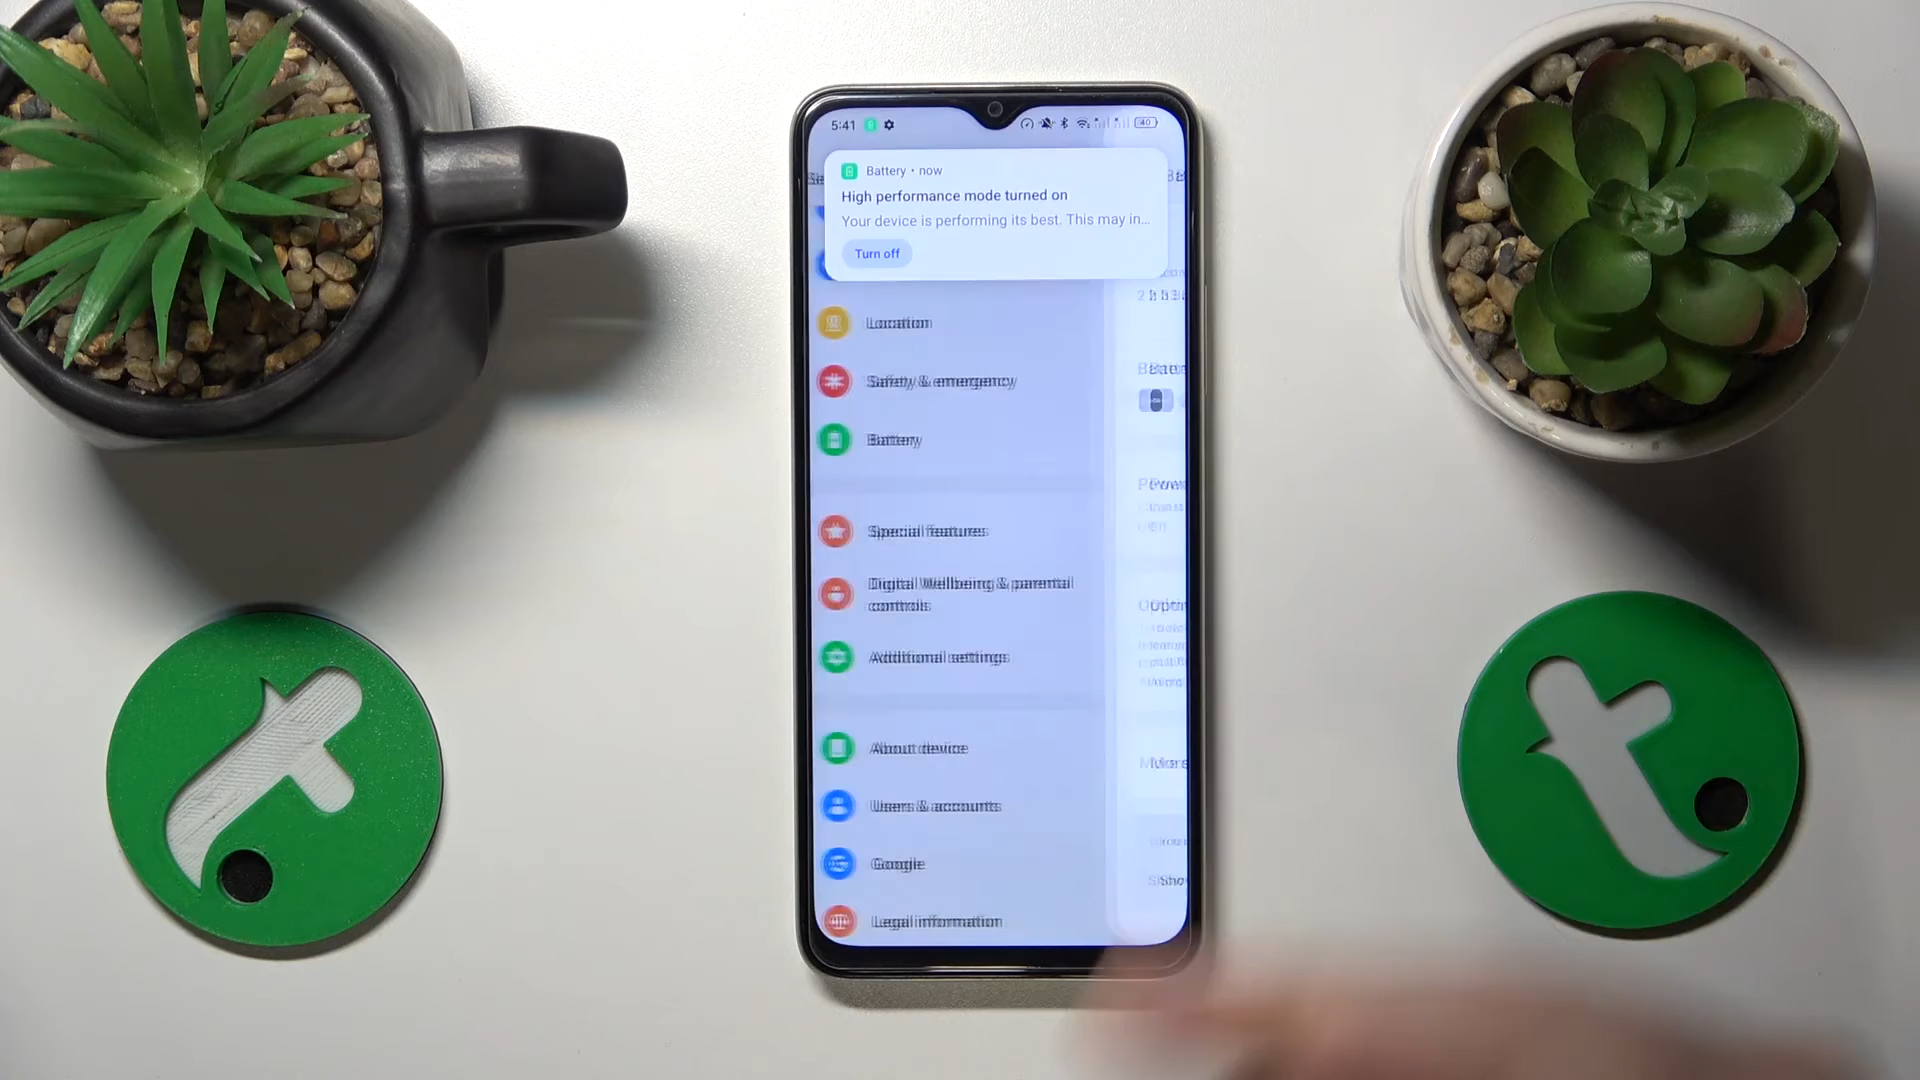 5:41
40
Battery • now
High performance mode turned on
Your device is performing its best. This may in...
Turn off
Location
Safety & emergency
Battery
Special features
Digital Wellbeing & parental
controls
Additional settings
About device
More
Users & accounts
Google
Legal information